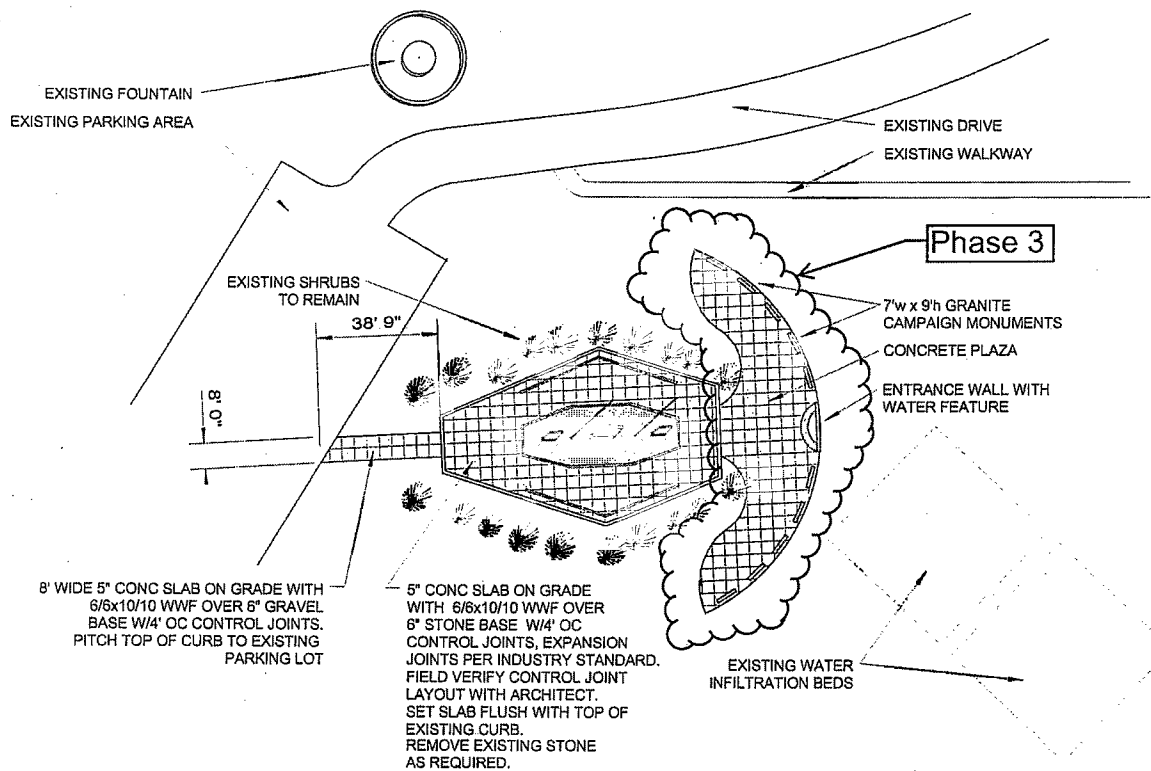 EXISTING FOUNTAIN
EXISTING PARKING AREA
EXISTING DRIVE
EXISTING WALKWAY
Phase 3
EXISTING SHRUBS
TO REMAIN
38' 9"
7'w x 9'h GRANITE
CAMPAIGN MONUMENTS
CONCRETE PLAZA
ENTRANCE WALL WITH
WATER FEATURE
8' 0"
8' WIDE 5" CONC SLAB ON GRADE WITH
6/6x10/10 WWF OVER 6" GRAVEL
BASE W/4' OC CONTROL JOINTS.
PITCH TOP OF CURB TO EXISTING
PARKING LOT
5" CONC SLAB ON GRADE
WITH 6/6x10/10 WWF OVER
6" STONE BASE W/4' OC
CONTROL JOINTS, EXPANSION
JOINTS PER INDUSTRY STANDARD.
FIELD VERIFY CONTROL JOINT
LAYOUT WITH ARCHITECT.
SET SLAB FLUSH WITH TOP OF
EXISTING CURB.
REMOVE EXISTING STONE
AS REQUIRED.
EXISTING WATER
INFILTRATION BEDS